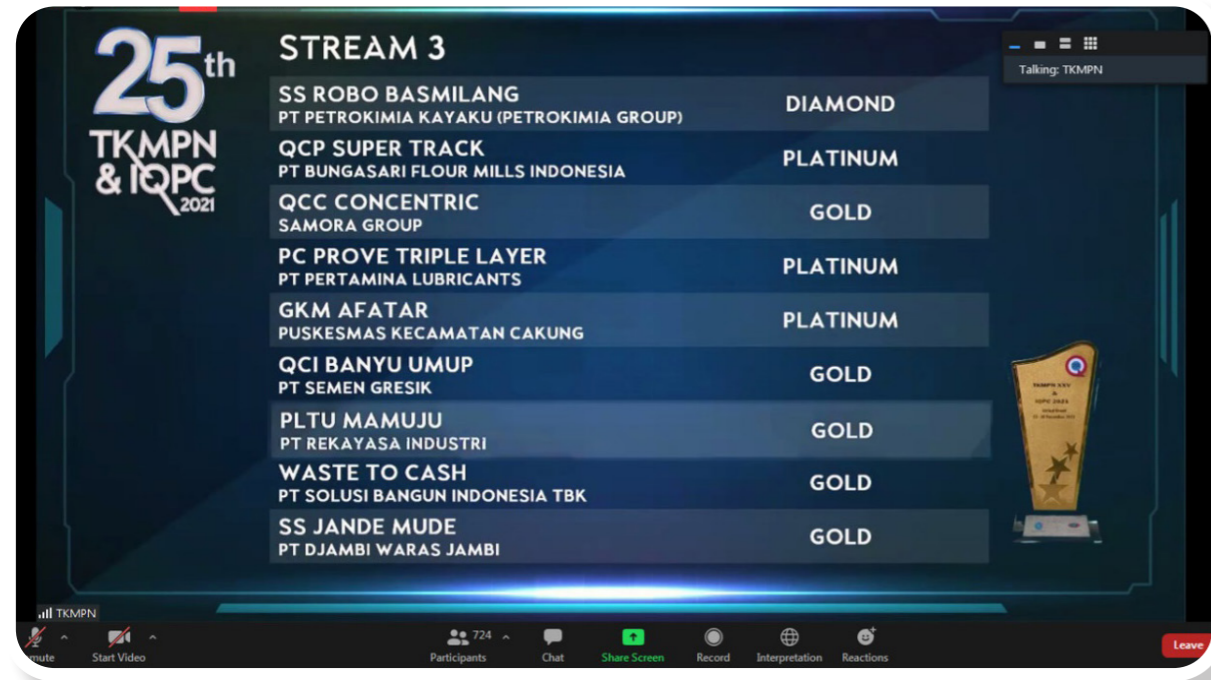 25th
TKMPN
& IQPC
2021
STREAM 3
Talking: TKMPN
SS ROBO BASMILANG
PT PETROKIMIA KAYAKU (PETROKIMIA GROUP)
DIAMOND
QCP SUPER TRACK
PT BUNGASARI FLOUR MILLS INDONESIA
PLATINUM
QCC CONCENTRIC
SAMORA GROUP
GOLD
PC PROVE TRIPLE LAYER
PT PERTAMINA LUBRICANTS
PLATINUM
GKM AFATAR
PUSKESMAS KECAMATAN CAKUNG
PLATINUM
QCI BANYU UMUP
PT SEMEN GRESIK
GOLD
PLTU MAMUJU
PT REKAYASA INDUSTRI
GOLD
WASTE TO CASH
PT SOLUSI BANGUN INDONESIA TBK
GOLD
SS JANDE MUDE
PT DJAMBI WARAS JAMBI
GOLD
TKMPN XXV
&
IQPC 2021
TKMPN
mute
Start Video
724
Participants
Chat
Share Screen
Record
Interpretation
Reactions
Leave